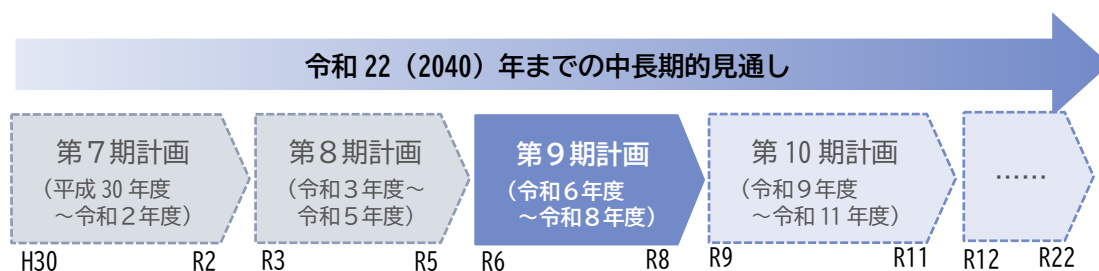 令和 22（2040）年までの中長期的見通し
第７期計画
（平成 30 年度
～令和２年度）
第８期計画
（令和３年度～
令和５年度）
第９期計画
（令和６年度
～令和８年度）
第 10 期計画
（令和９年度
～令和 11 年度）
……
H30 R2 R3 R5 R6 R8 R9 R11 R12 R22